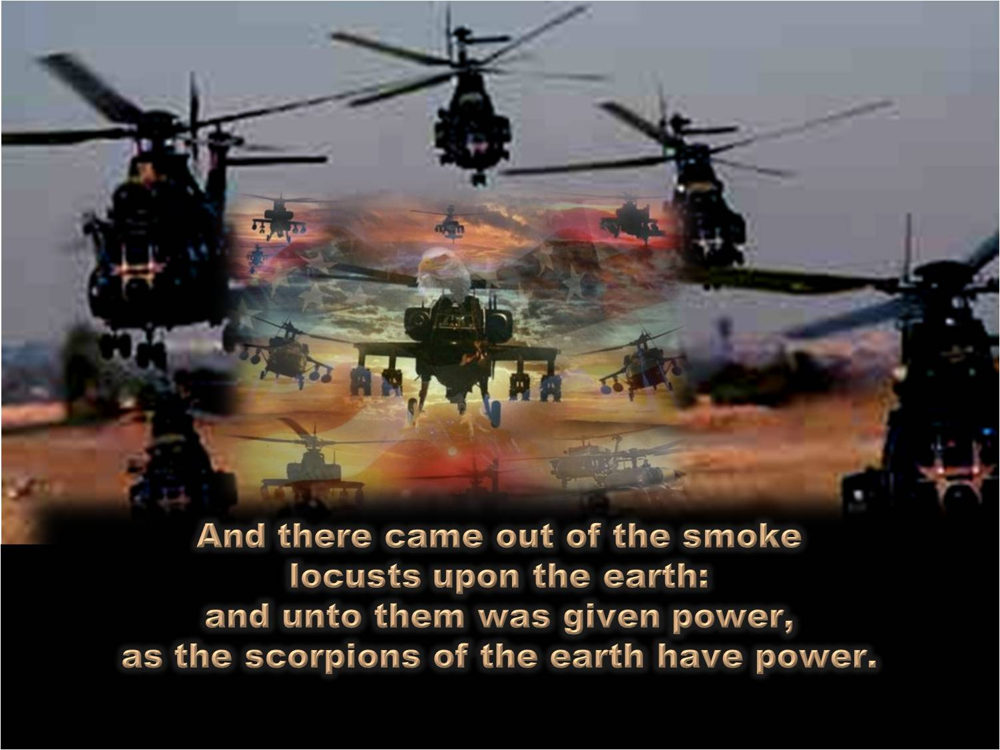 And there came out of the smoke
locusts upon the earth:
and unto them was given power,
as the scorpions of the earth have power.